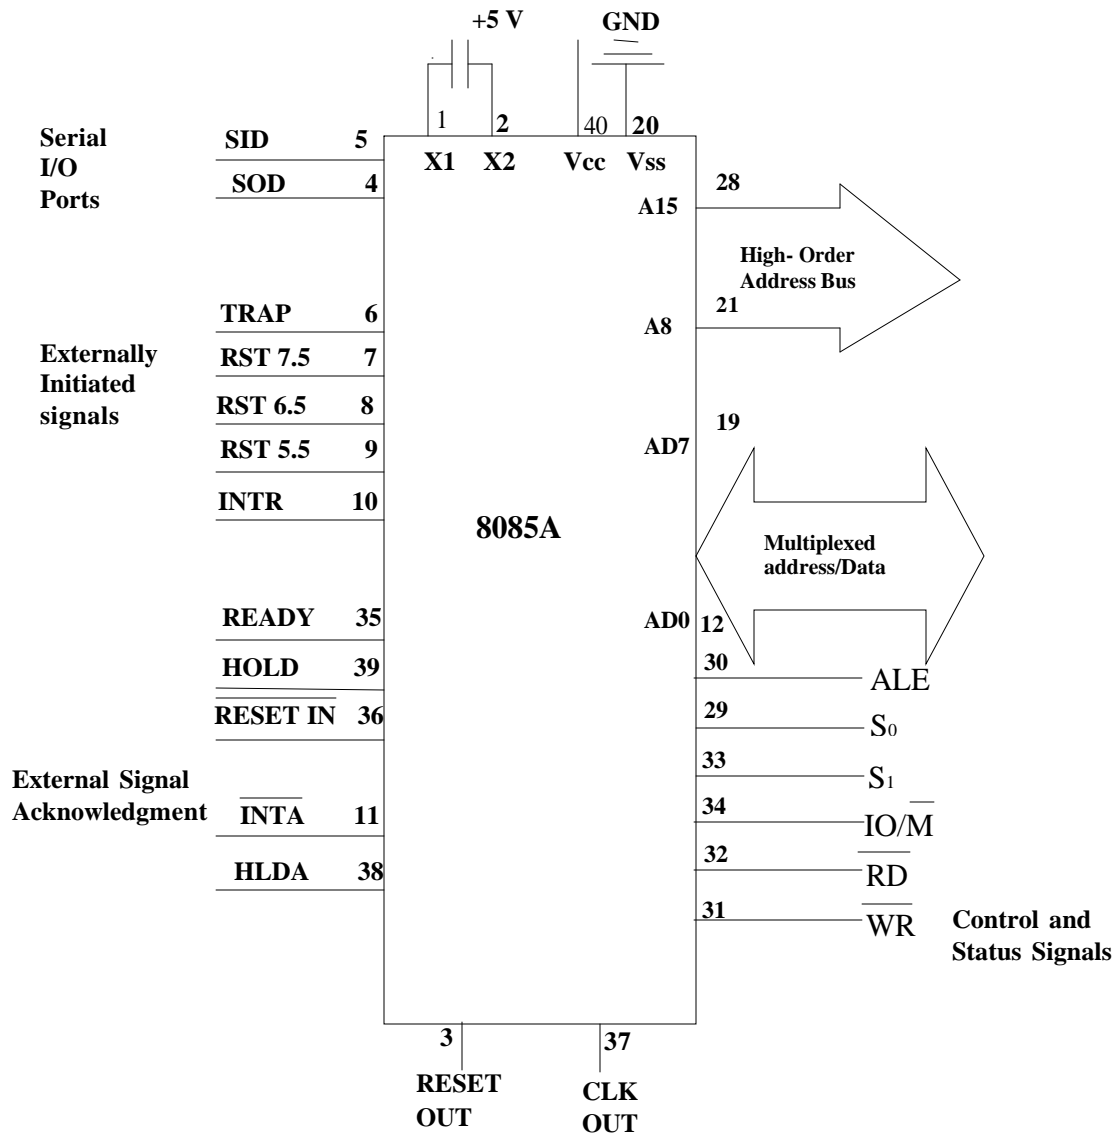 +5 V GND
1 2 40 20
X1 X2 Vcc Vss
Serial
I/O
Ports
SID 5
SOD 4
TRAP 6
Externally
Initiated
signals
RST 7.5 7
RST 6.5 8
RST 5.5 9
INTR 10
8085A
READY 35
HOLD 39
RESET IN 36
External Signal
Acknowledgment
INTA 11
HLDA 38
A15 28
High- Order
Address Bus
A8 21
AD7 19
Multiplexed
address/Data
AD0 12
30 ALE
29 S0
33 S1
34 IO/M
32 RD
31 WR
Control and
Status Signals
3 37
RESET
OUT
CLK
OUT